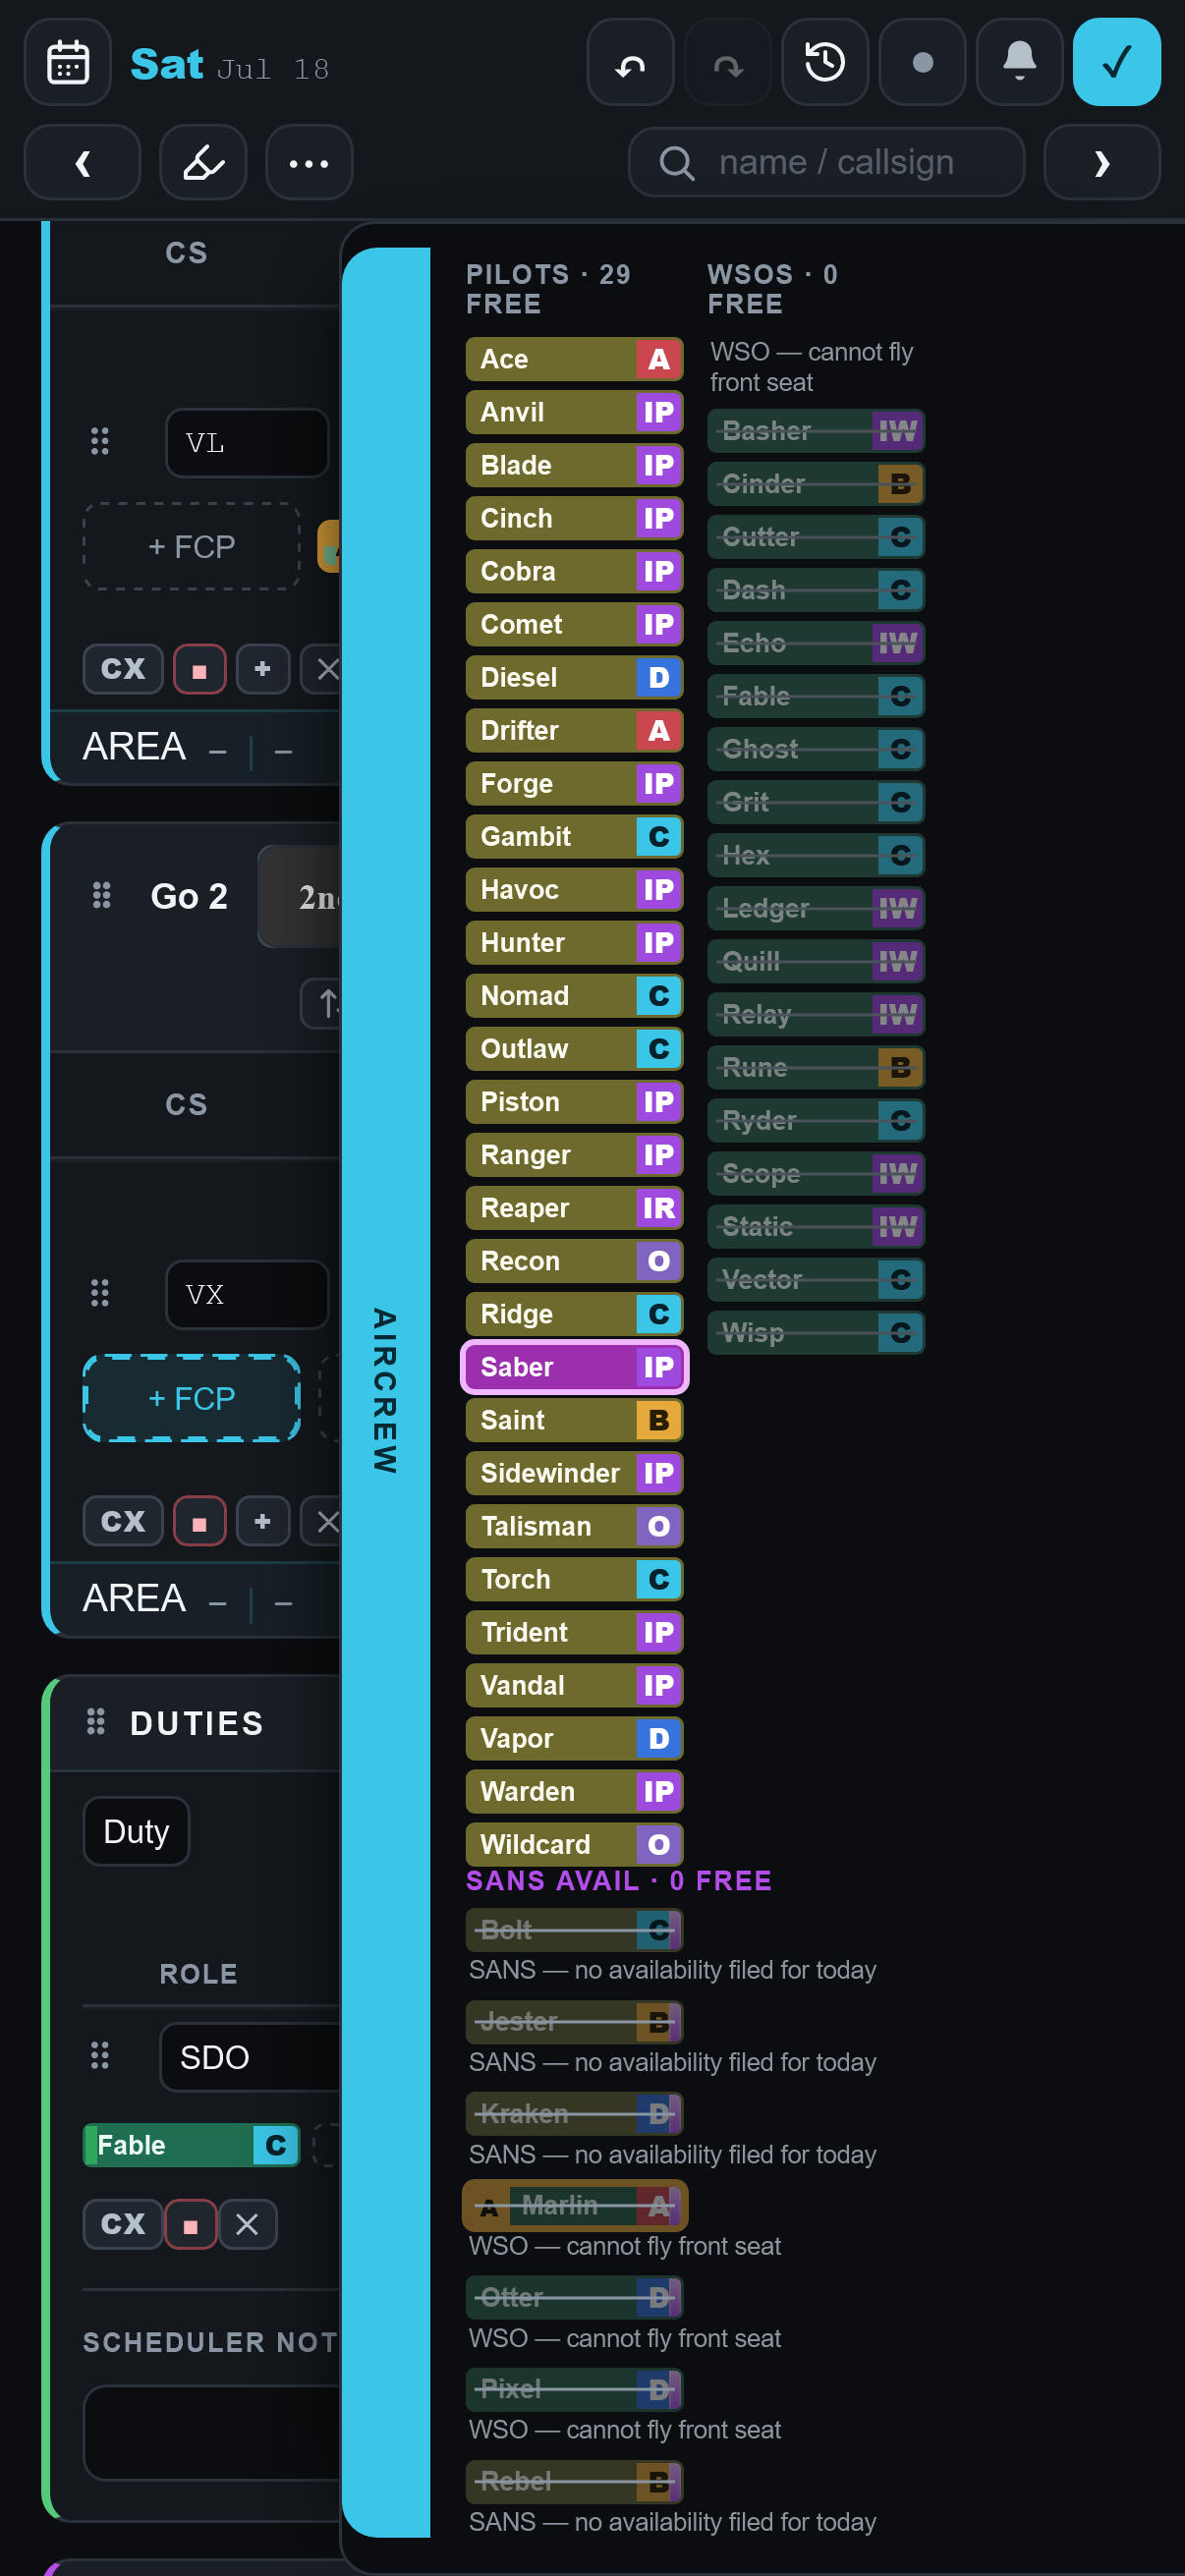 Sat Jul 18
name / callsign
CS
VL
+ FCP
CX
+
AREA – | –
Go 2
CS
VX
+ FCP
CX
+
AREA – | –
DUTIES
Duty
ROLE
SDO
Fable C
CX
SCHEDULER NOT
AIRCREW
PILOTS · 29
FREE
Ace A
Anvil IP
Blade IP
Cinch IP
Cobra IP
Comet IP
Diesel D
Drifter A
Forge IP
Gambit C
Havoc IP
Hunter IP
Nomad C
Outlaw C
Piston IP
Ranger IP
Reaper IR
Recon O
Ridge C
Saber IP
Saint B
Sidewinder IP
Talisman O
Torch C
Trident IP
Vandal IP
Vapor D
Warden IP
Wildcard O
WSOS · 0
FREE
WSO — cannot fly
front seat
Basher IW
Cinder B
Cutter C
Dash C
Echo IW
Fable C
Ghost C
Grit C
Hex C
Ledger IW
Quill IW
Relay IW
Rune B
Ryder C
Scope IW
Static IW
Vector C
Wisp C
SANS AVAIL · 0 FREE
Bolt C
SANS — no availability filed for today
Jester B
SANS — no availability filed for today
Kraken D
SANS — no availability filed for today
A Marlin A
WSO — cannot fly front seat
Otter D
WSO — cannot fly front seat
Pixel D
WSO — cannot fly front seat
Rebel B
SANS — no availability filed for today